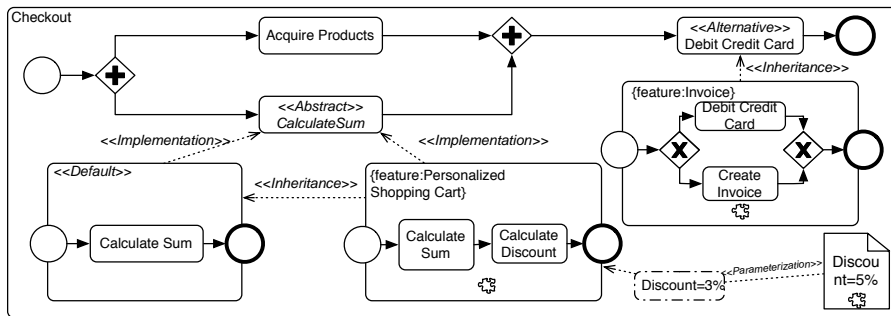 Checkout
Acquire Products
<<Alternative>>
Debit Credit Card
<<Abstract>>
CalculateSum
<<Inheritance>>
<<Implementation>>
<<Implementation>>
{feature:Invoice}
Debit Credit
Card
X
X
Create
Invoice
<<Default>>
<<Inheritance>>
{feature:Personalized
Shopping Cart}
Calculate Sum
Calculate
Sum
Calculate
Discount
Discount=3%
<<Parameterization>>
Discou
nt=5%